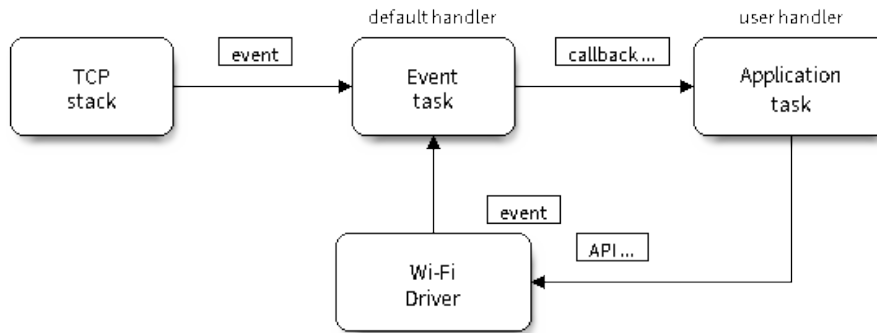 default handler
user handler
event
callback ...
TCP
stack
Event
task
Application
task
event
API ...
Wi-Fi
Driver